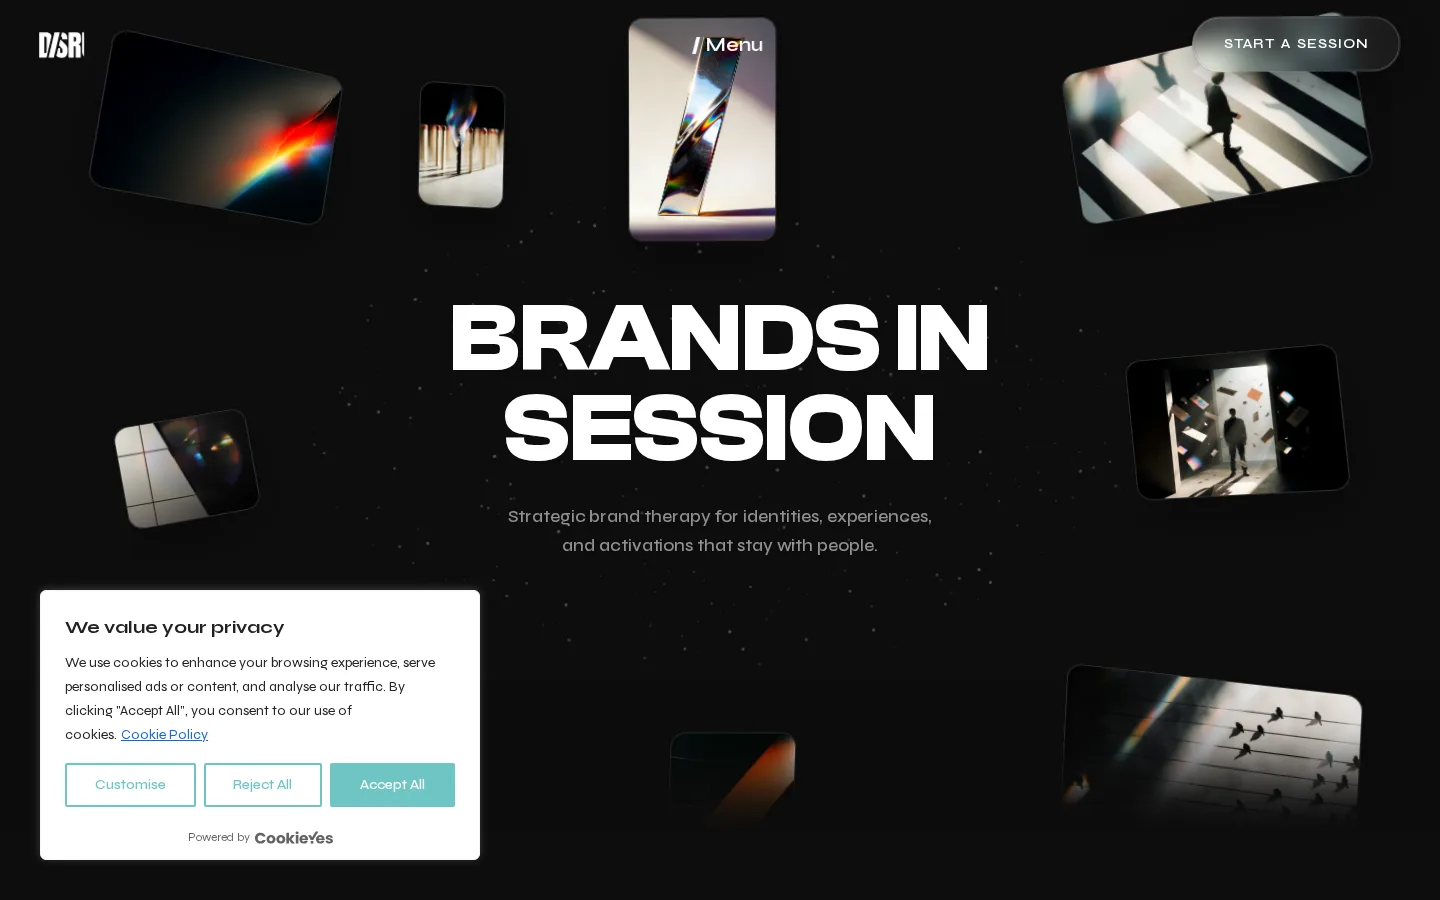 / Menu
START A SESSION
BRANDS IN
SESSION
Strategic brand therapy for identities, experiences,
and activations that stay with people.
We value your privacy
We use cookies to enhance your browsing experience, serve
personalised ads or content, and analyse our traffic. By
clicking "Accept All", you consent to our use of
cookies. Cookie Policy
Customise
Reject All
Accept All
Powered by CookieYes